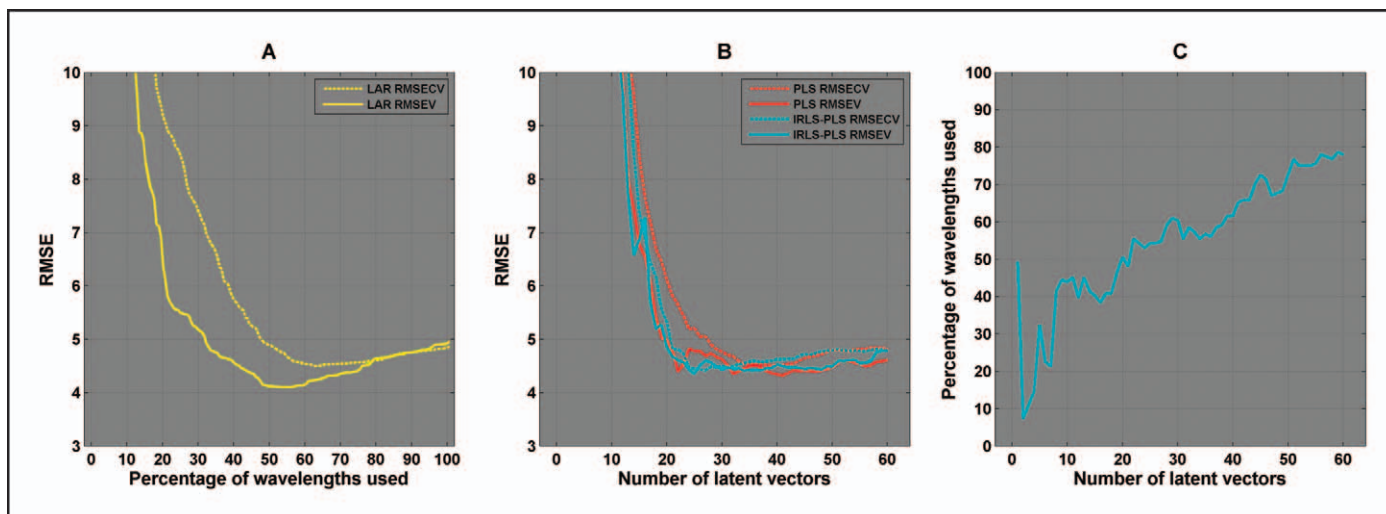 A
10
9
8
7
6
5
4
3
RMSE
LAR RMSECV
LAR RMSEV
0 10 20 30 40 50 60 70 80 90 100
Percentage of wavelengths used
B
10
9
8
7
6
5
4
3
RMSE
PLS RMSECV
PLS RMSEV
IRLS-PLS RMSECV
IRLS-PLS RMSEV
0 10 20 30 40 50 60
Number of latent vectors
C
100
90
80
70
60
50
40
30
20
10
0
Percentage of wavelengths used
0 10 20 30 40 50 60
Number of latent vectors